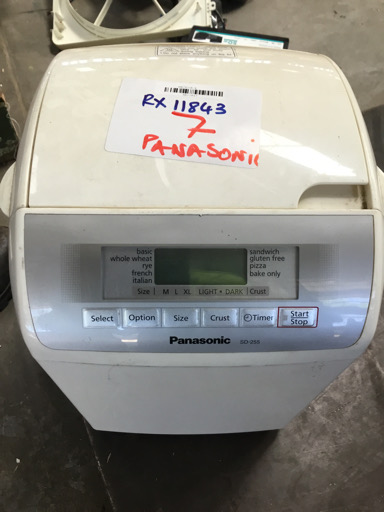 RX 11843
7
PANASONIC
basic
whole wheat
rye
french
italian
sandwich
gluten free
pizza
bake only
Size M L XL LIGHT • DARK Crust
Select Option Size Crust Timer Start Stop
Panasonic